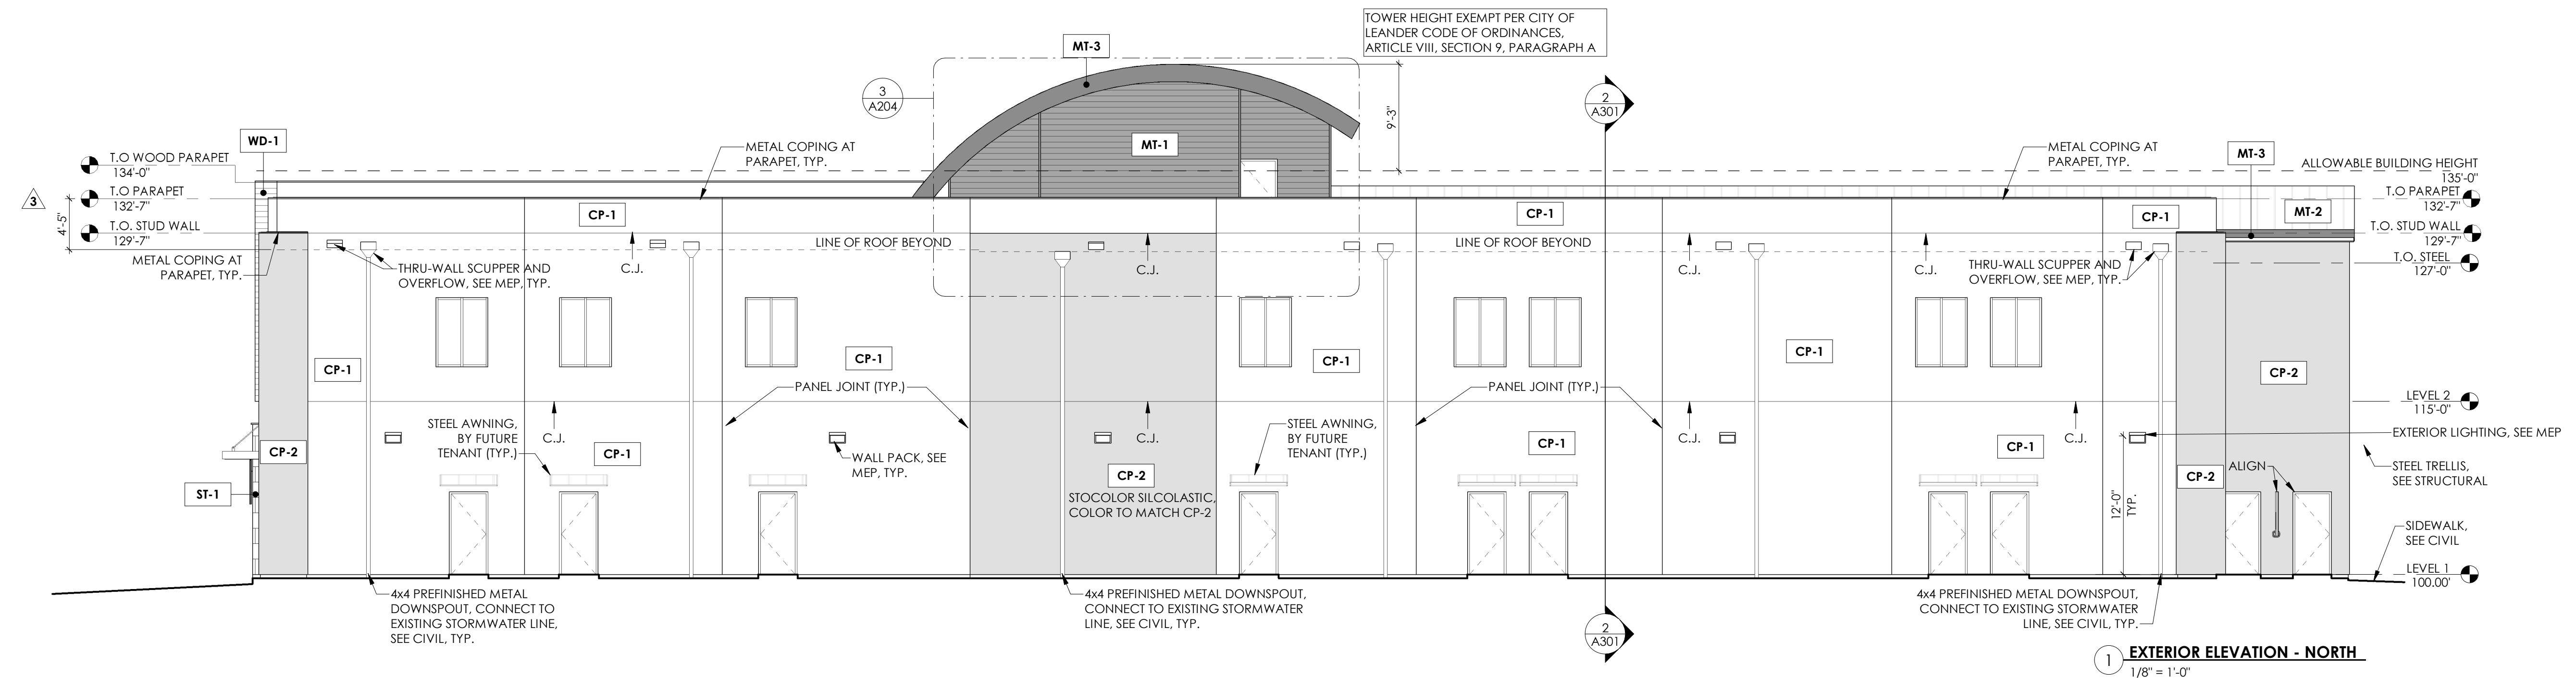 TOWER HEIGHT EXEMPT PER CITY OF
LEANDER CODE OF ORDINANCES,
ARTICLE VIII, SECTION 9, PARAGRAPH A
MT-3
3
A204
9'-3"
2
A301
WD-1
MT-1
METAL COPING AT
PARAPET, TYP.
METAL COPING AT
PARAPET, TYP.
MT-3
T.O WOOD PARAPET
134'-0"
ALLOWABLE BUILDING HEIGHT
135'-0"
3
T.O PARAPET
132'-7"
T.O PARAPET
132'-7"
4'-5"
CP-1
CP-1
CP-1
MT-2
T.O. STUD WALL
129'-7"
T.O. STUD WALL
129'-7"
LINE OF ROOF BEYOND
LINE OF ROOF BEYOND
METAL COPING AT
PARAPET, TYP.
THRU-WALL SCUPPER AND
OVERFLOW, SEE MEP, TYP.
C.J.
C.J.
C.J.
C.J.
THRU-WALL SCUPPER AND
OVERFLOW, SEE MEP, TYP.
T.O. STEEL
127'-0"
CP-1
CP-1
CP-1
CP-1
CP-2
PANEL JOINT (TYP.)
PANEL JOINT (TYP.)
LEVEL 2
115'-0"
STEEL AWNING,
BY FUTURE
TENANT (TYP.)
C.J.
C.J.
STEEL AWNING,
BY FUTURE
TENANT (TYP.)
C.J.
C.J.
EXTERIOR LIGHTING, SEE MEP
CP-2
CP-1
WALL PACK, SEE
MEP, TYP.
CP-1
CP-1
CP-2
STOCOLOR SILCOLASTIC,
COLOR TO MATCH CP-2
CP-2
ALIGN
STEEL TRELLIS,
SEE STRUCTURAL
ST-1
12'-0"
TYP.
SIDEWALK,
SEE CIVIL
LEVEL 1
100.00'
4x4 PREFINISHED METAL
DOWNSPOUT, CONNECT TO
EXISTING STORMWATER LINE,
SEE CIVIL, TYP.
4x4 PREFINISHED METAL DOWNSPOUT,
CONNECT TO EXISTING STORMWATER
LINE, SEE CIVIL, TYP.
2
A301
4x4 PREFINISHED METAL DOWNSPOUT,
CONNECT TO EXISTING STORMWATER
LINE, SEE CIVIL, TYP.
1
EXTERIOR ELEVATION - NORTH
1/8" = 1'-0"